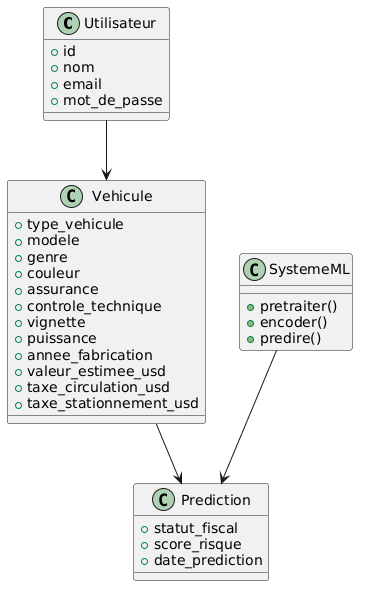 C Utilisateur
id
nom
email
mot_de_passe
C Vehicule
type_vehicule
modele
genre
couleur
assurance
controle_technique
vignette
puissance
annee_fabrication
valeur_estimee_usd
taxe_circulation_usd
taxe_stationnement_usd
C SystemeML
pretraiter()
encoder()
predire()
C Prediction
statut_fiscal
score_risque
date_prediction